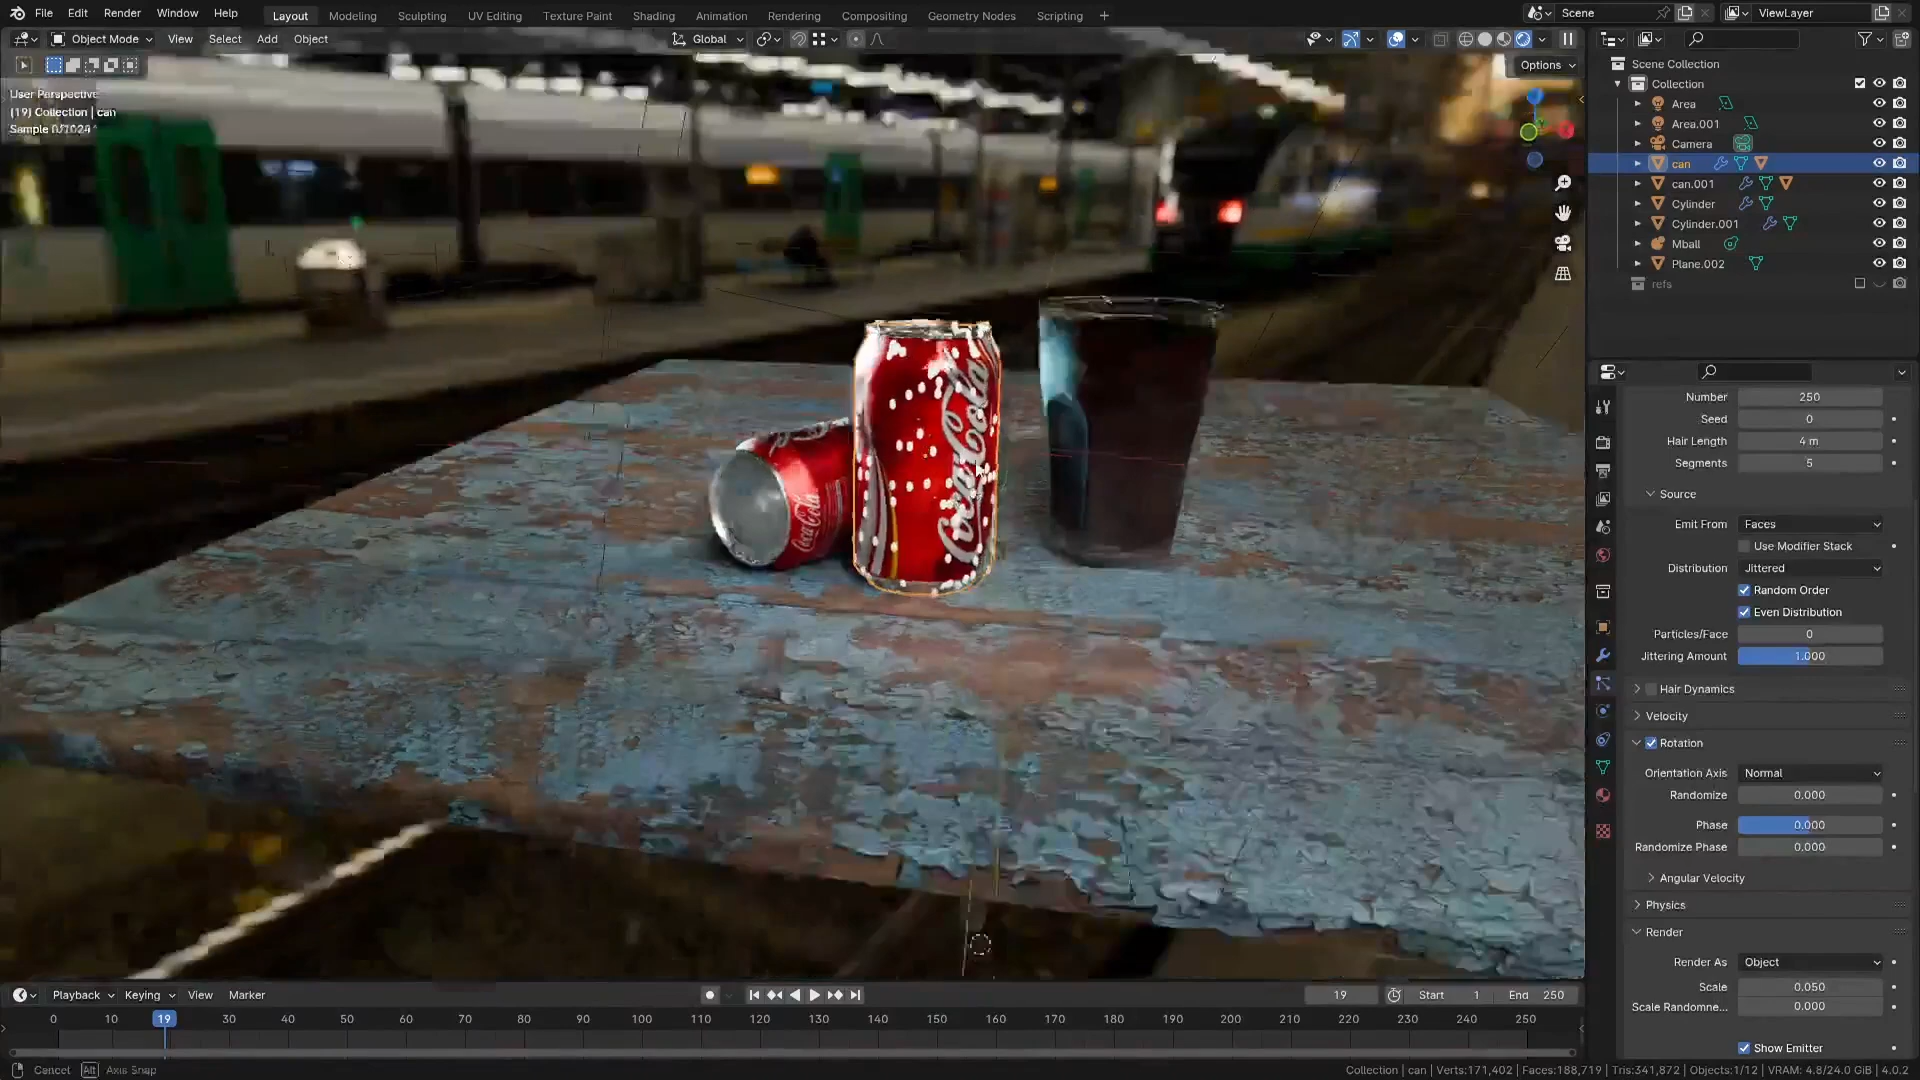 File Edit Render Window Help
Layout Modeling Sculpting UV Editing Texture Paint Shading Animation Rendering Compositing Geometry Nodes Scripting +
Scene
ViewLayer
Object Mode View Select Add Object
Global
Options
User Perspective
(19) Collection | can
Scene Collection
Collection
Area
Area.001
Camera
can
can.001
Cylinder
Cylinder.001
Mball
Plane.002
refs
Coca-Cola
Coca-Cola
Number 250
Seed 0
Hair Length 4 m
Segments 5
Source
Emit From Faces
Use Modifier Stack
Distribution Jittered
Random Order
Even Distribution
Particles/Face 0
Jittering Amount 1.000
Hair Dynamics
Velocity
Rotation
Orientation Axis Normal
Randomize 0.000
Phase 0.000
Randomize Phase 0.000
Angular Velocity
Physics
Render
Render As Object
Scale 0.050
Scale Randomne... 0.000
Show Emitter
Playback Keying View Marker
19 Start 1 End 250
0 10 19 30 40 50 60 70 80 90 100 110 120 130 140 150 160 170 180 190 200 210 220 230 240 250
Cancel Alt Axis Snap
Collection | can | Verts:171,402 | Faces:188,719 | Tris:341,872 | Objects:1/12 | VRAM: 4.8/24.0 GiB | 4.0.2